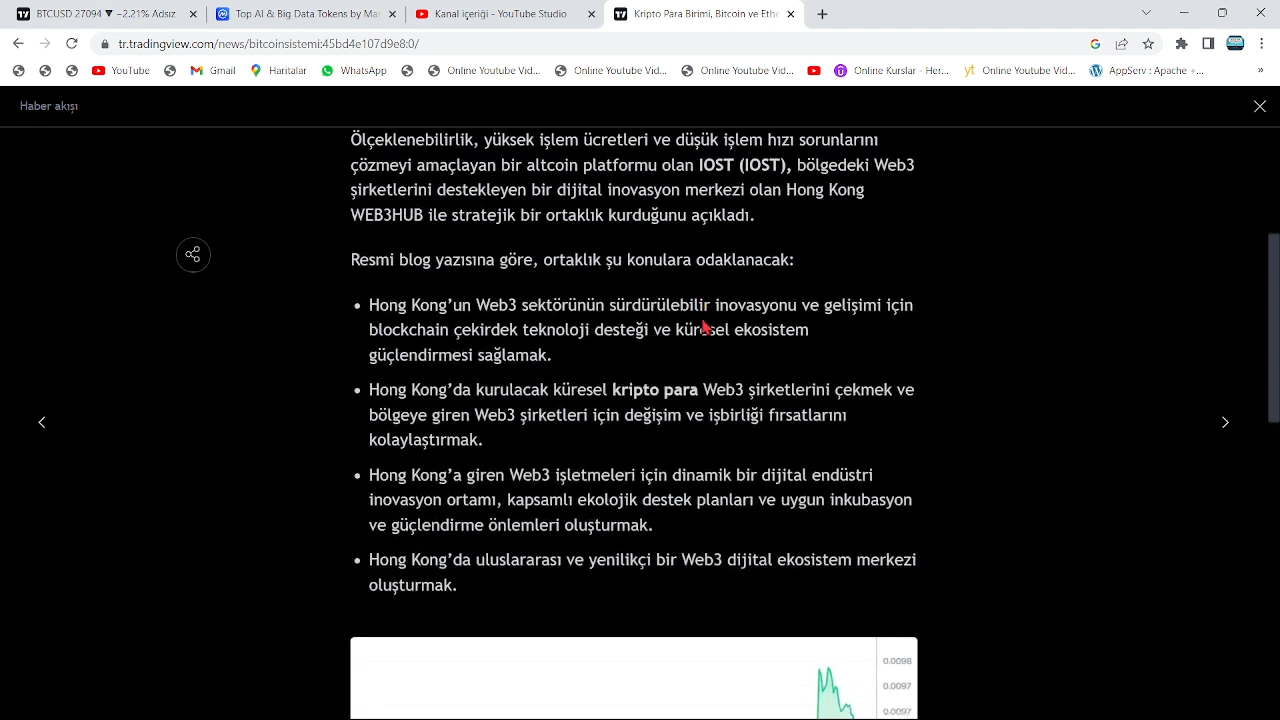 BTCUSD 27094 ▼ −2.21% Adsız
Top AI & Big Data Tokens by Mar
Kanal içeriği - YouTube Studio
Kripto Para Birimi, Bitcoin ve Ethe
tr.tradingview.com/news/bitcoinsistemi:45bd4e107d9e8:0/
YouTube
Gmail
Haritalar
WhatsApp
Online Youtube Vid...
Online Youtube Vid...
Online Youtube Vid...
Online Kurslar - Her...
yt Online Youtube Vid...
AppServ : Apache +...
»
Haber akışı
Ölçeklenebilirlik, yüksek işlem ücretleri ve düşük işlem hızı sorunlarını
çözmeyi amaçlayan bir altcoin platformu olan IOST (IOST), bölgedeki Web3
şirketlerini destekleyen bir dijital inovasyon merkezi olan Hong Kong
WEB3HUB ile stratejik bir ortaklık kurduğunu açıkladı.
Resmi blog yazısına göre, ortaklık şu konulara odaklanacak:
• Hong Kong’un Web3 sektörünün sürdürülebilir inovasyonu ve gelişimi için
blockchain çekirdek teknoloji desteği ve küresel ekosistem
güçlendirmesi sağlamak.
• Hong Kong’da kurulacak küresel kripto para Web3 şirketlerini çekmek ve
bölgeye giren Web3 şirketleri için değişim ve işbirliği fırsatlarını
kolaylaştırmak.
• Hong Kong’a giren Web3 işletmeleri için dinamik bir dijital endüstri
inovasyon ortamı, kapsamlı ekolojik destek planları ve uygun inkubasyon
ve güçlendirme önlemleri oluşturmak.
• Hong Kong’da uluslararası ve yenilikçi bir Web3 dijital ekosistem merkezi
oluşturmak.
0.0098
0.0097
0.0097